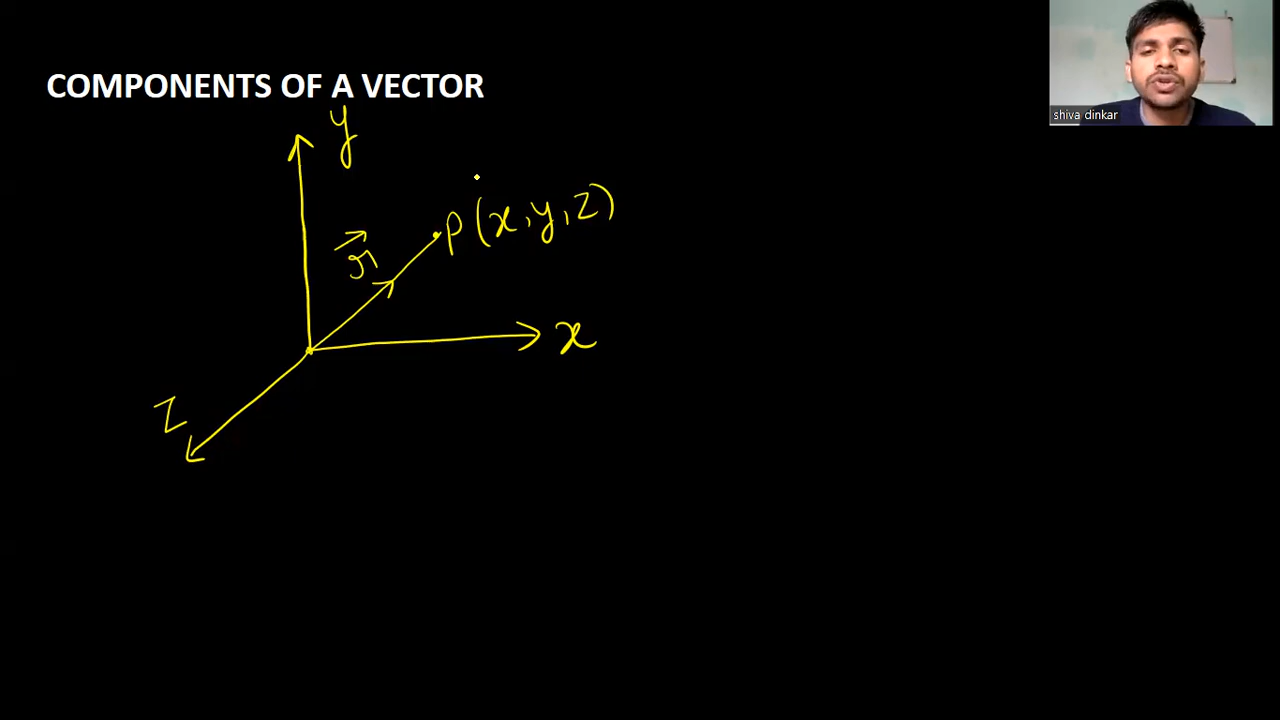 COMPONENTS OF A VECTOR
shiva dinkar
y
P(x,y,z)
r⃗
x
z